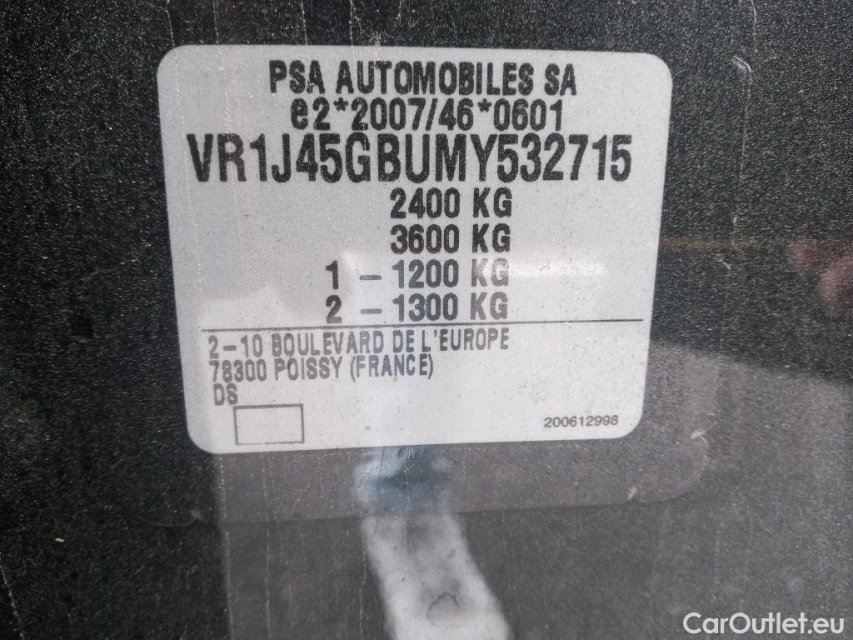 PSA AUTOMOBILES SA
e2*2007/46*0601
VR1J45GBUMY532715
2400 KG
3600 KG
1 - 1200 KG
2 - 1300 KG
2-10 BOULEVARD DE L'EUROPE
78300 POISSY (FRANCE)
DS
200612998
CarOutlet.eu